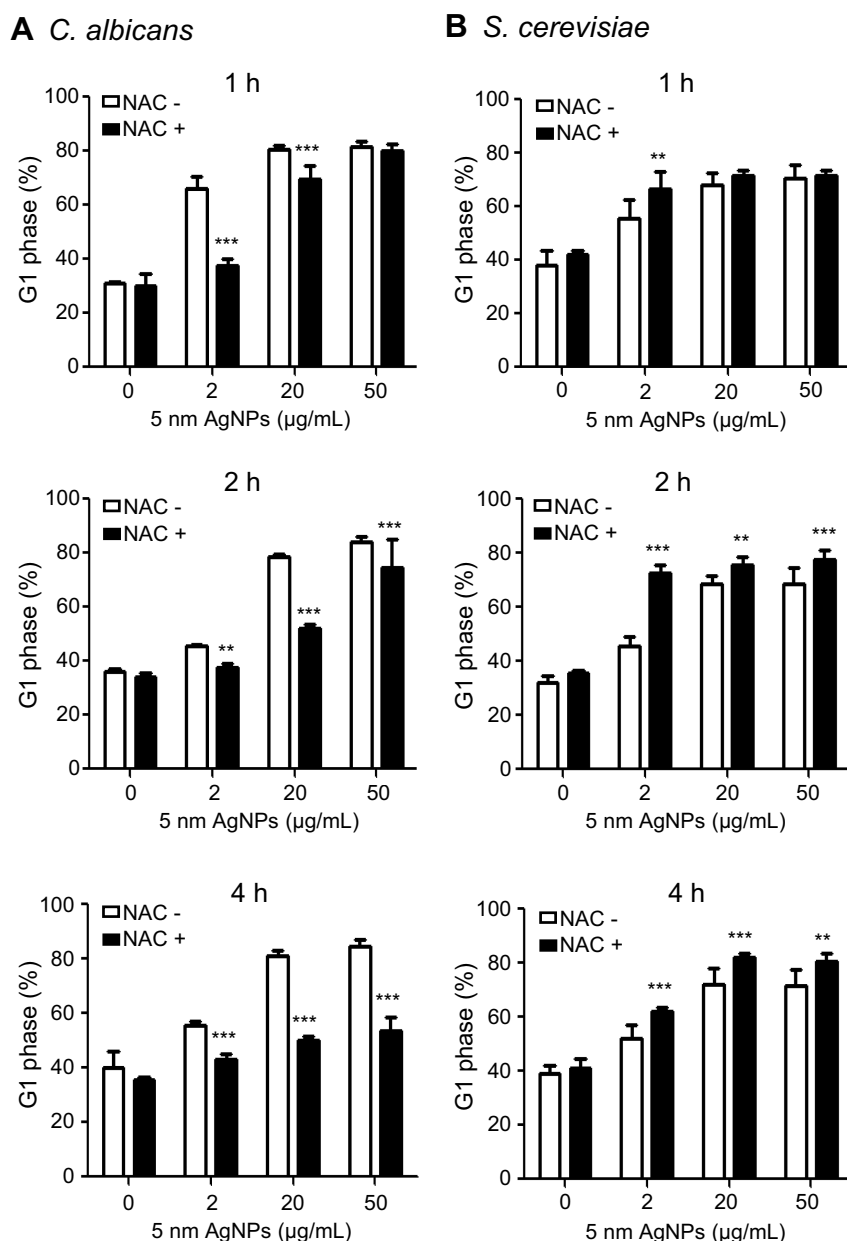 A C. albicans
1 h
NAC -
NAC +
G1 phase (%)
100
80
60
40
20
0
***
***
0 2 20 50
5 nm AgNPs (µg/mL)
2 h
NAC -
NAC +
G1 phase (%)
100
80
60
40
20
0
**
***
***
0 2 20 50
5 nm AgNPs (µg/mL)
4 h
NAC -
NAC +
G1 phase (%)
100
80
60
40
20
0
***
***
***
0 2 20 50
5 nm AgNPs (µg/mL)
B S. cerevisiae
1 h
NAC -
NAC +
G1 phase (%)
100
80
60
40
20
0
**
0 2 20 50
5 nm AgNPs (µg/mL)
2 h
NAC -
NAC +
G1 phase (%)
100
80
60
40
20
0
***
**
***
0 2 20 50
5 nm AgNPs (µg/mL)
4 h
NAC -
NAC +
G1 phase (%)
100
80
60
40
20
0
***
***
**
0 2 20 50
5 nm AgNPs (µg/mL)